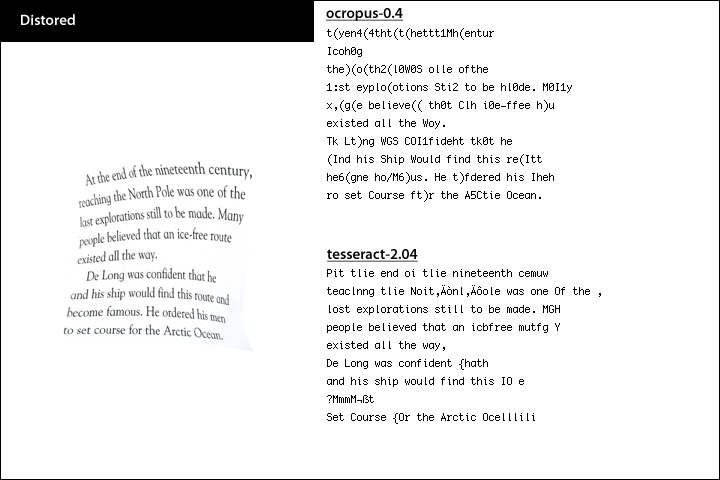 Distored
At the end of the nineteenth century,
reaching the North Pole was one of the
last explorations still to be made. Many
people believed that an ice-free route
existed all the way.
De Long was confident that he
and his ship would find this route and
become famous. He ordered his men
to set course for the Arctic Ocean.
ocropus-0.4
t(yen4(4tht(t(hettt1Mh(entur
Icoh0g
the)(o(th2(l0W0S olle ofthe
1:st eyplo(otions Sti2 to be hl0de. M0I1y
x,(g(e believe(( th0t Clh i0e-ffee h)u
existed all the Woy.
Tk Lt)ng WGS COI1fideht tk0t he
(Ind his Ship Would find this re(Itt
he6(gne ho/M6)us. He t)fdered his Iheh
ro set Course ft)r the A5Ctie Ocean.
tesseract-2.04
Pit tlie end oi tlie nineteenth cemuw
teaclnng tlie Noit‚Äònl‚Äôole was one Of the ,
lost explorations still to be made. MGH
people believed that an icbfree mutfg Y
existed all the way,
De Long was confident {hath
and his ship would find this IO e
?MmmM¬ßt
Set Course {Or the Arctic Ocelllili